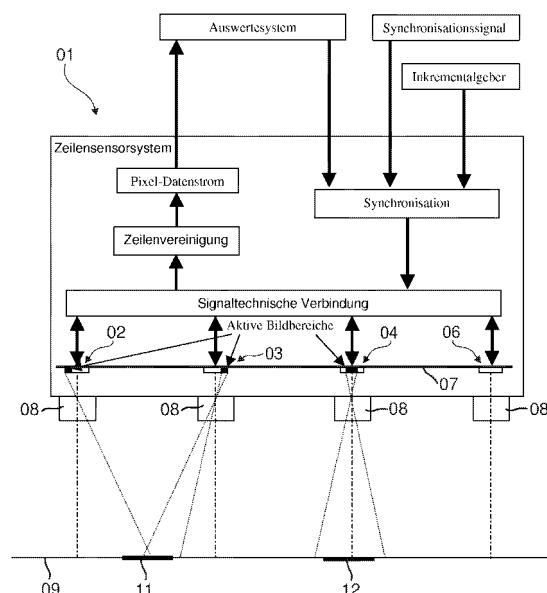 Auswertesystem
Synchronisationssignal
01
Inkrementalgeber
Zeilensensorsystem
Pixel-Datenstrom
Synchronisation
Zeilenvereinigung
Signaltechnische Verbindung
02
Aktive Bildbereiche
03
04
06
07
08
08
08
08
09
11
12